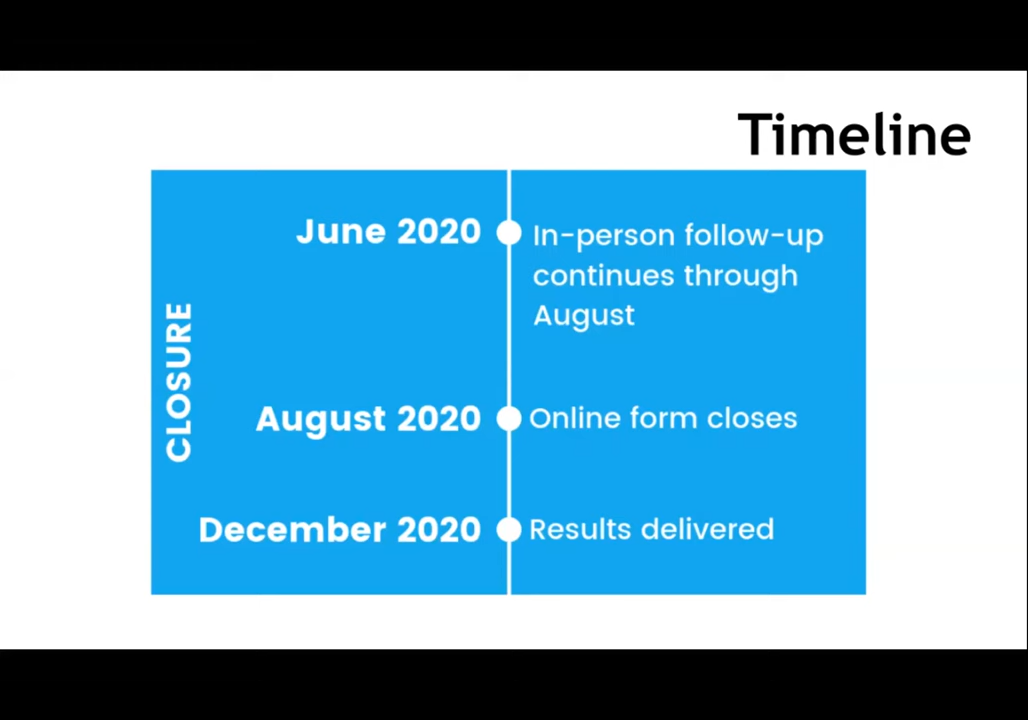 Timeline
CLOSURE
June 2020
In-person follow-up
continues through
August
August 2020
Online form closes
December 2020
Results delivered